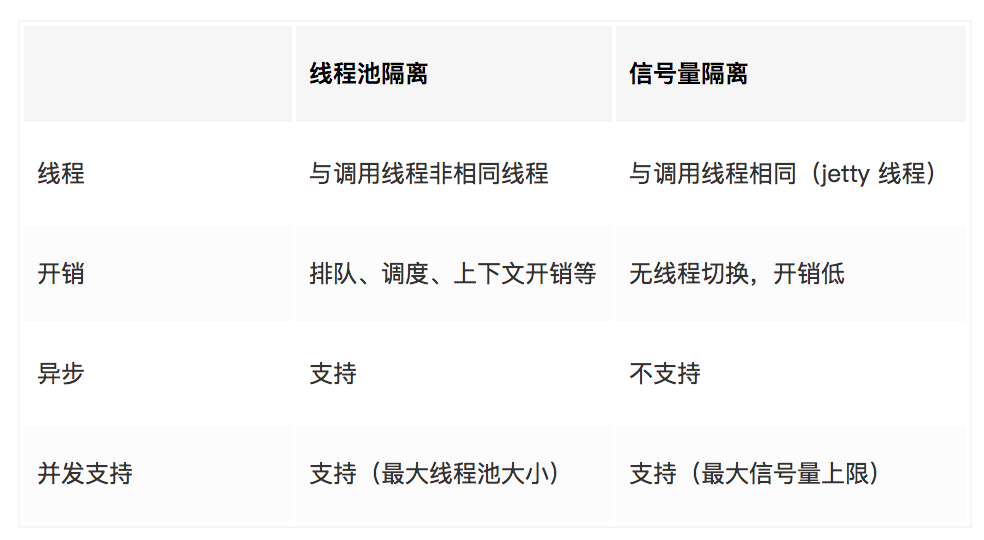 线程池隔离 信号量隔离
线程 与调用线程非相同线程 与调用线程相同（jetty 线程）
开销 排队、调度、上下文开销等 无线程切换，开销低
异步 支持 不支持
并发支持 支持（最大线程池大小） 支持（最大信号量上限）